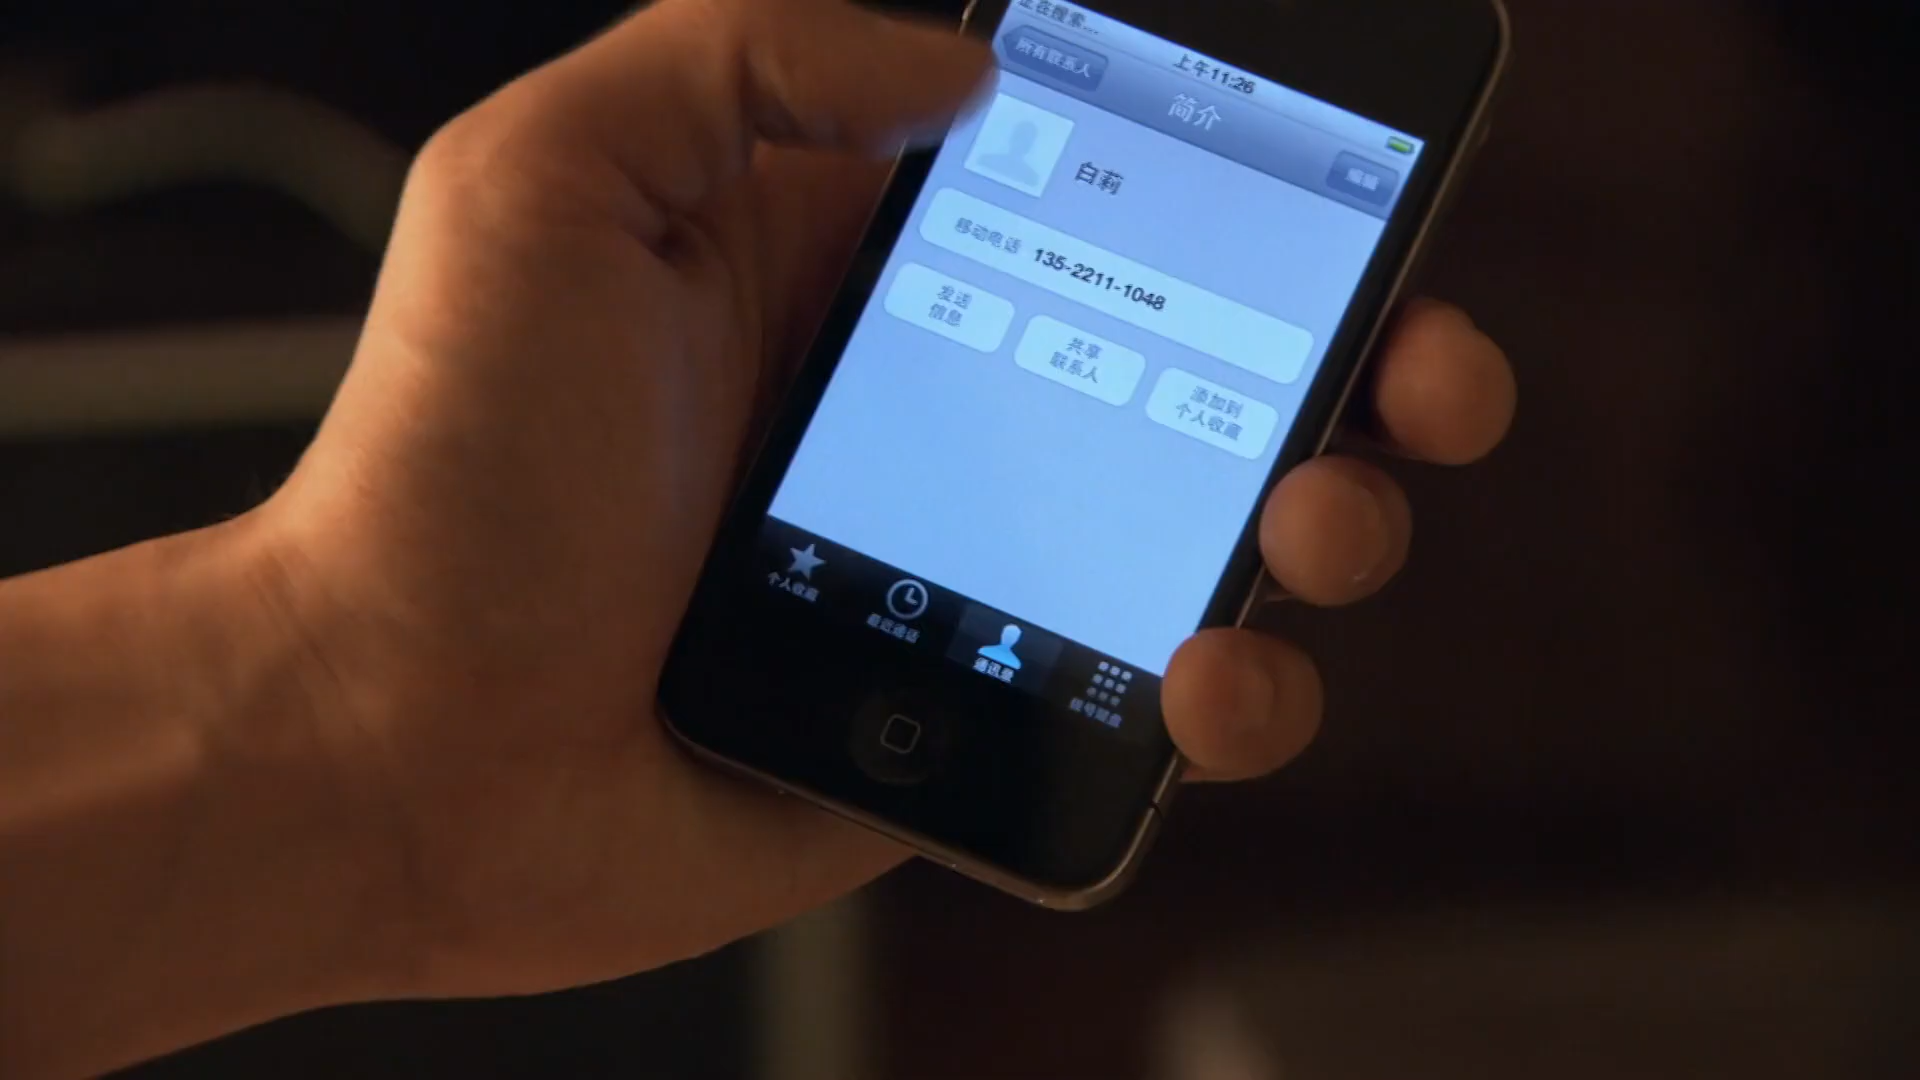 正在搜索...
上午11:26
所有联系人
简介
编辑
白莉
移动电话 135-2211-1048
发送
信息
共享
联系人
添加到
个人收藏
个人收藏
最近通话
通讯录
拨号键盘